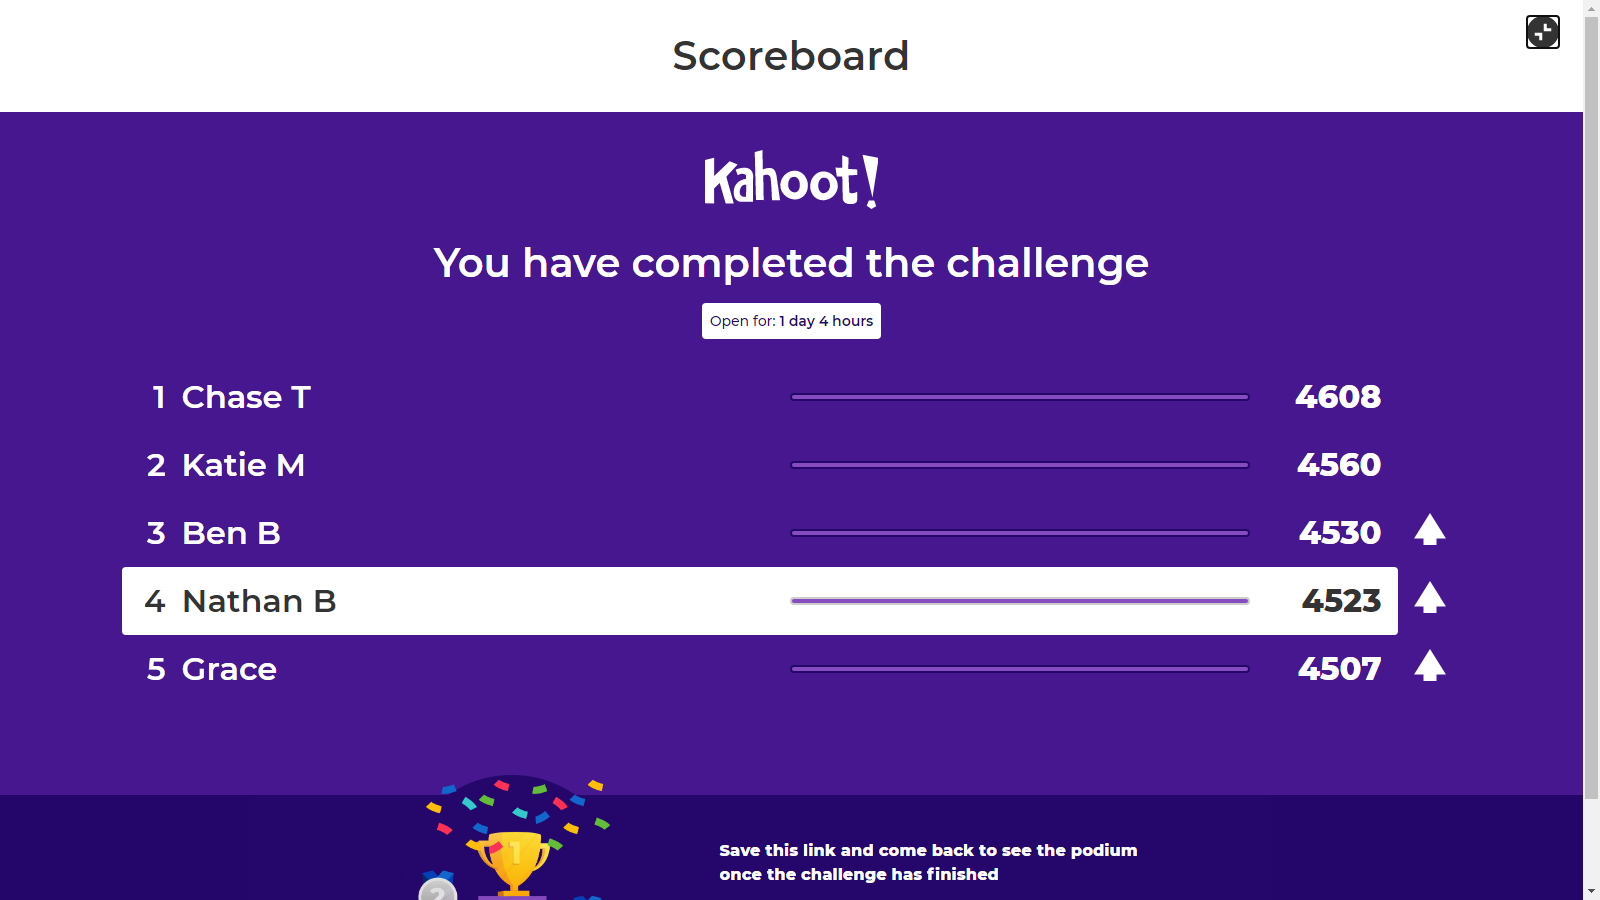 Scoreboard
Kahoot!
You have completed the challenge
Open for: 1 day 4 hours
1 Chase T 4608
2 Katie M 4560
3 Ben B 4530
4 Nathan B 4523
5 Grace 4507
1
Save this link and come back to see the podium
once the challenge has finished
2